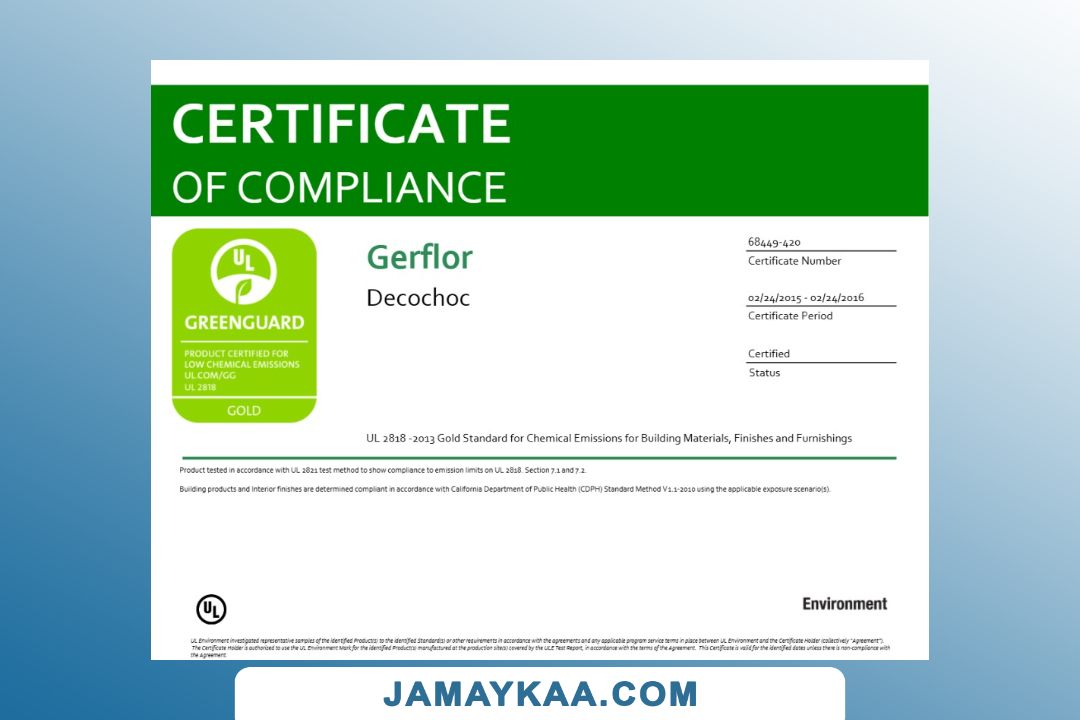 CERTIFICATE
OF COMPLIANCE
UL
GREENGUARD
PRODUCT CERTIFIED FOR
LOW CHEMICAL EMISSIONS
UL.COM/GG
UL 2818
GOLD
Gerflor
Decochoc
68449-420
Certificate Number
02/24/2015 - 02/24/2016
Certificate Period
Certified
Status
UL 2818 -2013 Gold Standard for Chemical Emissions for Building Materials, Finishes and Furnishings
Product tested in accordance with UL 2821 test method to show compliance to emission limits on UL 2818. Section 7.1 and 7.2.
Building products and Interior finishes are determined compliant in accordance with California Department of Public Health (CDPH) Standard Method V1.1-2010 using the applicable exposure scenario(s).
UL
Environment
UL Environment investigated representative samples of the identified Product(s) to the identified Standard(s) or other requirements in accordance with the agreements and any applicable program service terms in place between UL Environment and the Certificate Holder (collectively "Agreement").
The Certificate Holder is authorized to use the UL Environment Mark for the identified Product(s) manufactured at the production site(s) covered by the ULE Test Report, in accordance with the terms of the Agreement. This Certificate is valid for the identified dates unless there is non-compliance with
the Agreement.
JAMAYKAA.COM